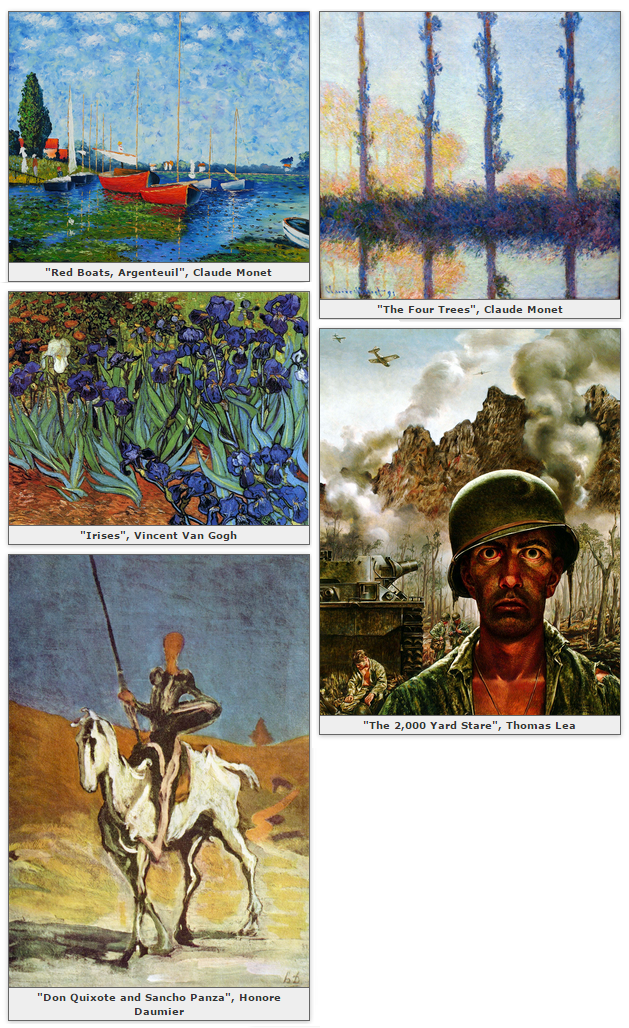 "Red Boats, Argenteuil", Claude Monet
"The Four Trees", Claude Monet
"Irises", Vincent Van Gogh
"The 2,000 Yard Stare", Thomas Lea
"Don Quixote and Sancho Panza", Honore
Daumier